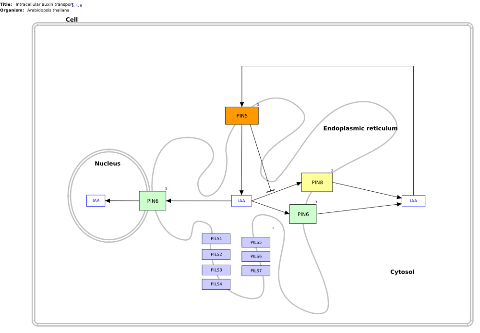 Title: Intracellular auxin transport
Organism: Arabidopsis thaliana
Cell
PIN5
Endoplasmic reticulum
Nucleus
PIN8
IAA
IAA
IAA
PIN6
PILS1
PILS2
PILS3
PILS4
PILS5
PILS6
PILS7
Cytosol